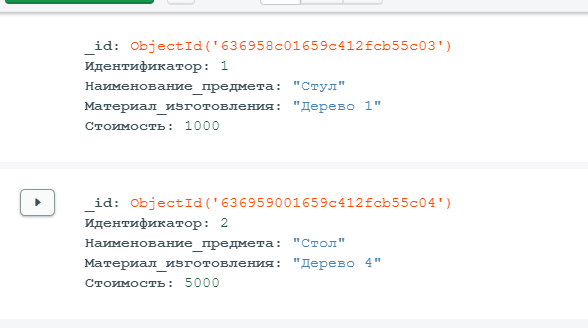 _id: ObjectId('636958c01659c412fcb55c03')
Идентификатор: 1
Наименование_предмета: "Стул"
Материал_изготовления: "Дерево 1"
Стоимость: 1000
_id: ObjectId('636959001659c412fcb55c04')
Идентификатор: 2
Наименование_предмета: "Стол"
Материал_изготовления: "Дерево 4"
Стоимость: 5000